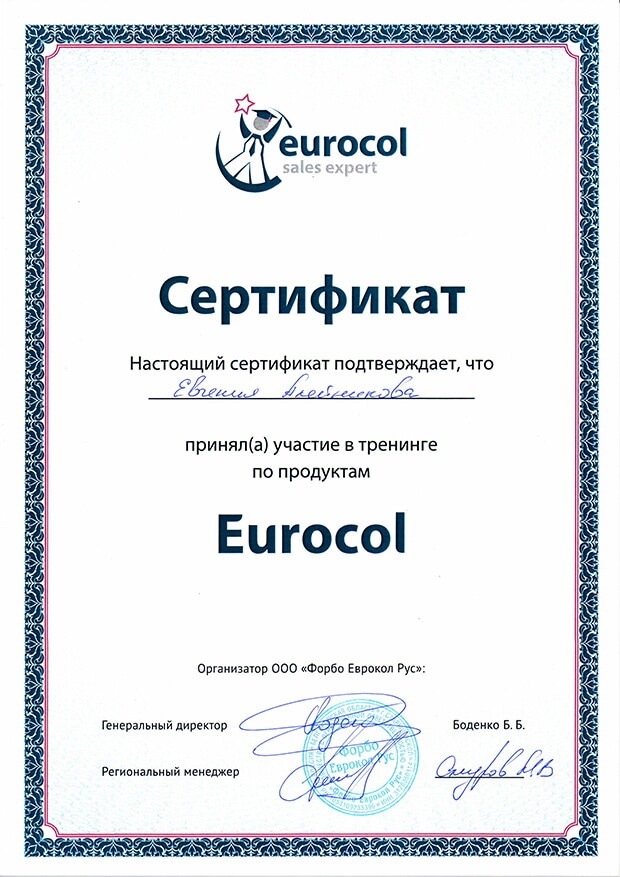 eurocol
sales expert
Сертификат
Настоящий сертификат подтверждает, что
Евгения Алейникова
принял(а) участие в тренинге
по продуктам
Eurocol
Организатор ООО «Форбо Еврокол Рус»:
Генеральный директор
Боденко Б. Б.
Форбо
Еврокол Рус
Региональный менеджер